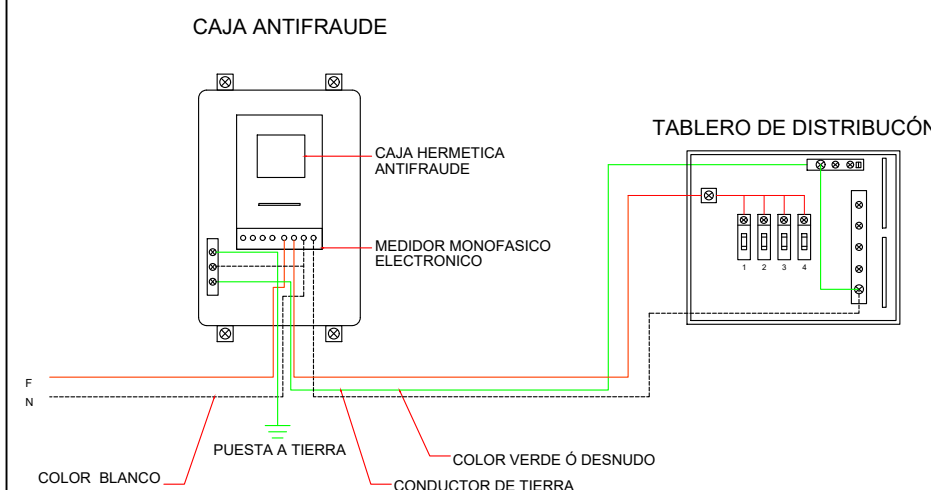 CAJA ANTIFRAUDE
TABLERO DE DISTRIBUCÓN
CAJA HERMETICA
ANTIFRAUDE
MEDIDOR MONOFASICO
ELECTRONICO
1 2 3 4
F
N
PUESTA A TIERRA
COLOR BLANCO
COLOR VERDE Ó DESNUDO
CONDUCTOR DE TIERRA